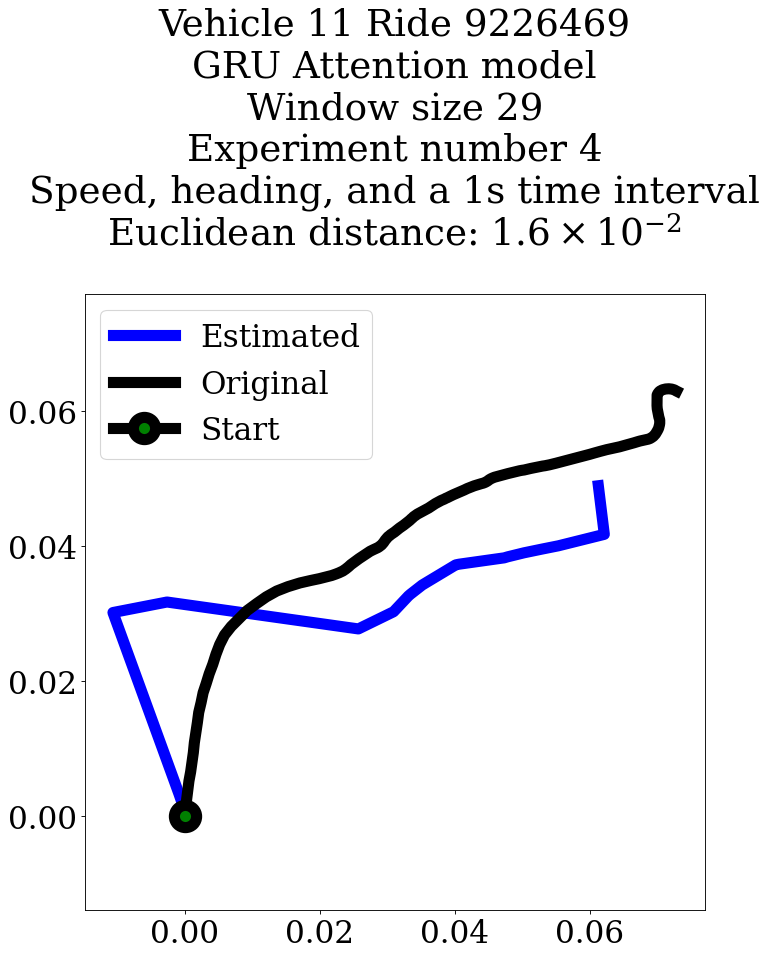 Vehicle 11 Ride 9226469
GRU Attention model
Window size 29
Experiment number 4
Speed, heading, and a 1s time interval
Euclidean distance: 1.6 × 10⁻²
Estimated
Original
Start
0.06
0.04
0.02
0.00
0.00 0.02 0.04 0.06